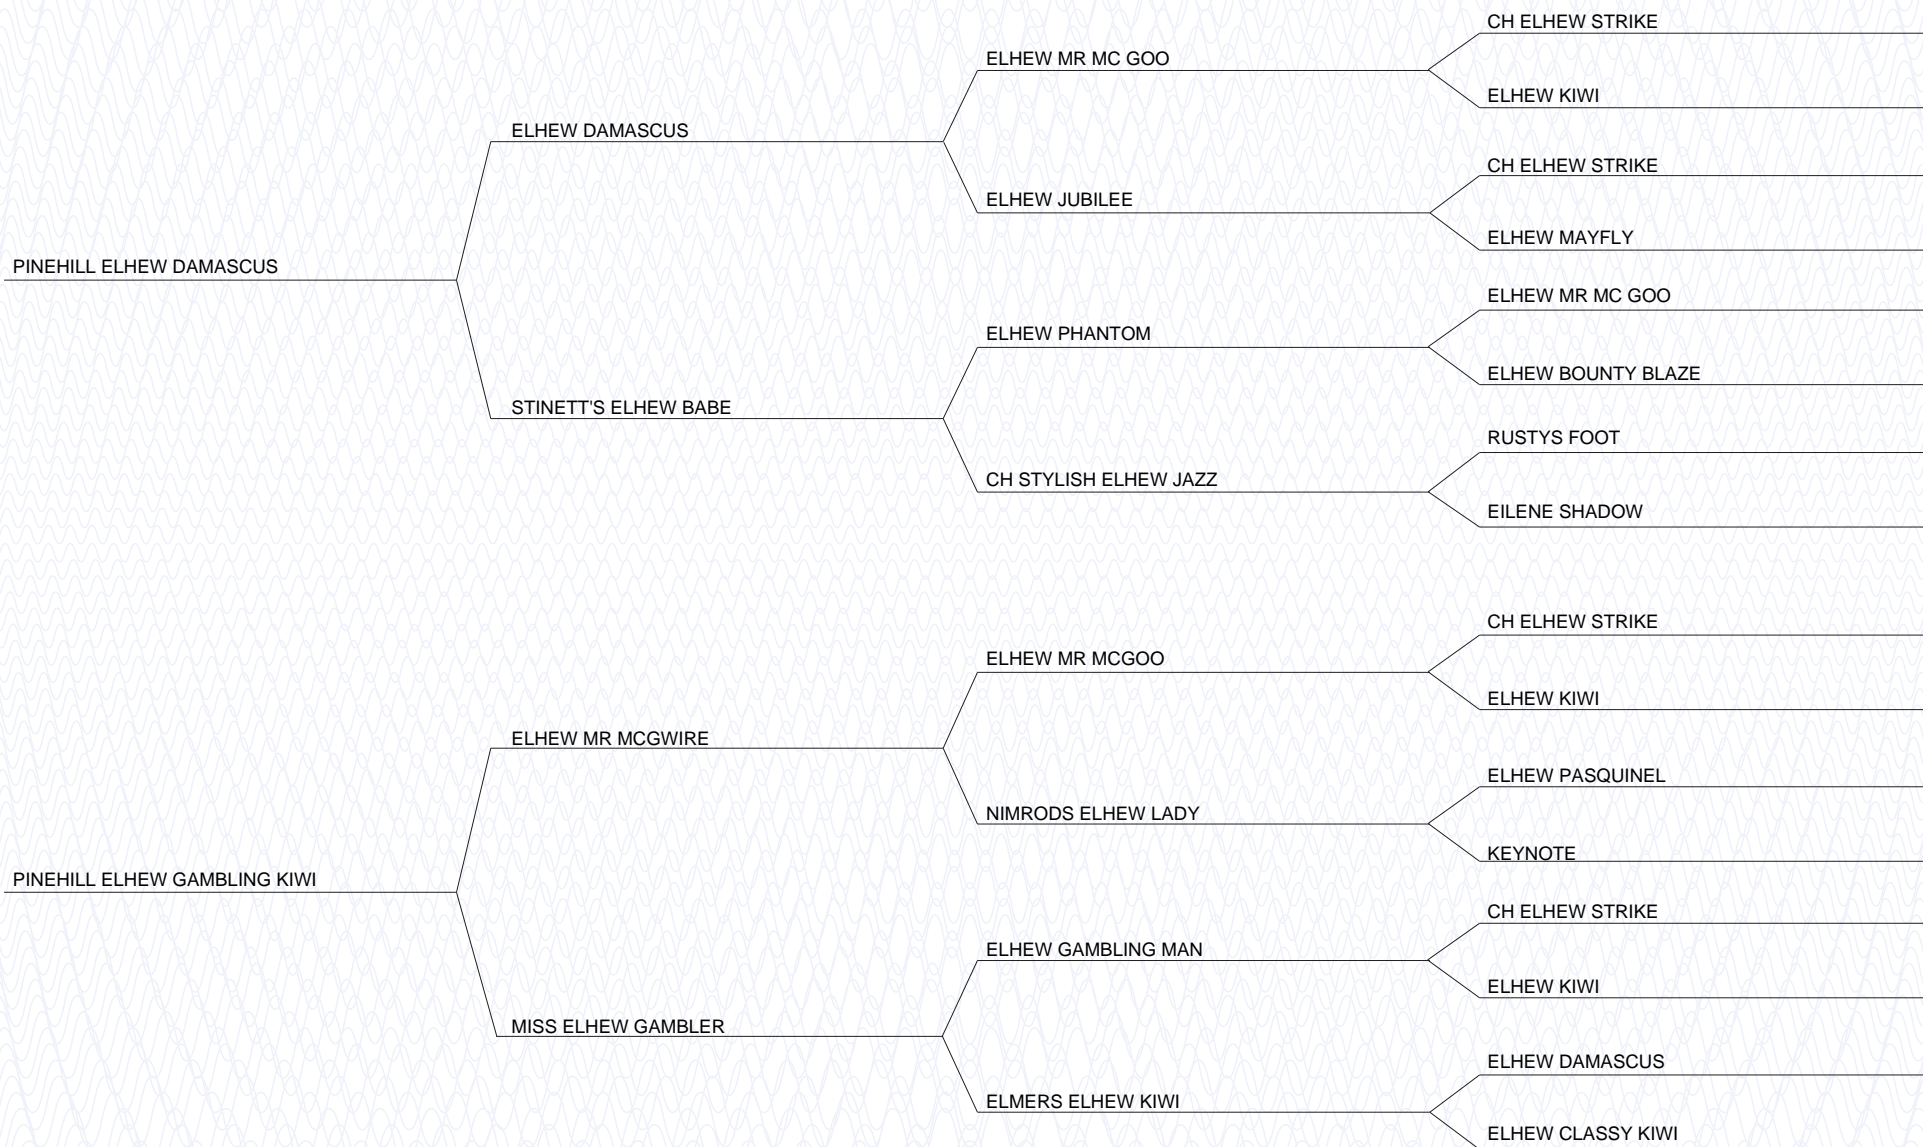 CH ELHEW STRIKE
ELHEW MR MC GOO
ELHEW KIWI
ELHEW DAMASCUS
CH ELHEW STRIKE
ELHEW JUBILEE
ELHEW MAYFLY
PINEHILL ELHEW DAMASCUS
ELHEW MR MC GOO
ELHEW PHANTOM
ELHEW BOUNTY BLAZE
STINETT'S ELHEW BABE
RUSTYS FOOT
CH STYLISH ELHEW JAZZ
EILENE SHADOW
CH ELHEW STRIKE
ELHEW MR MCGOO
ELHEW KIWI
ELHEW MR MCGWIRE
ELHEW PASQUINEL
NIMRODS ELHEW LADY
KEYNOTE
PINEHILL ELHEW GAMBLING KIWI
CH ELHEW STRIKE
ELHEW GAMBLING MAN
ELHEW KIWI
MISS ELHEW GAMBLER
ELHEW DAMASCUS
ELMERS ELHEW KIWI
ELHEW CLASSY KIWI